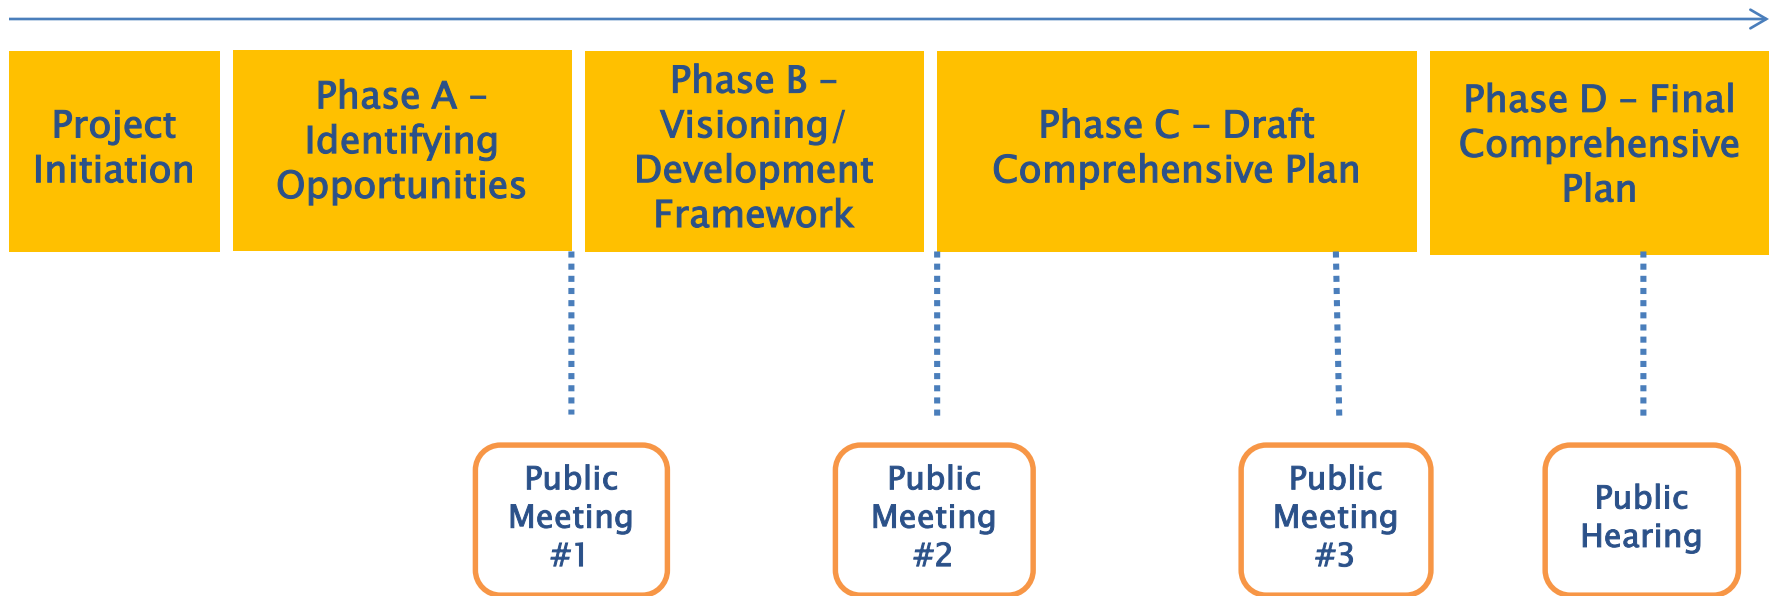 Project
Initiation
Phase A –
Identifying
Opportunities
Phase B –
Visioning/
Development
Framework
Phase C – Draft
Comprehensive Plan
Phase D – Final
Comprehensive
Plan
Public
Meeting
#1
Public
Meeting
#2
Public
Meeting
#3
Public
Hearing